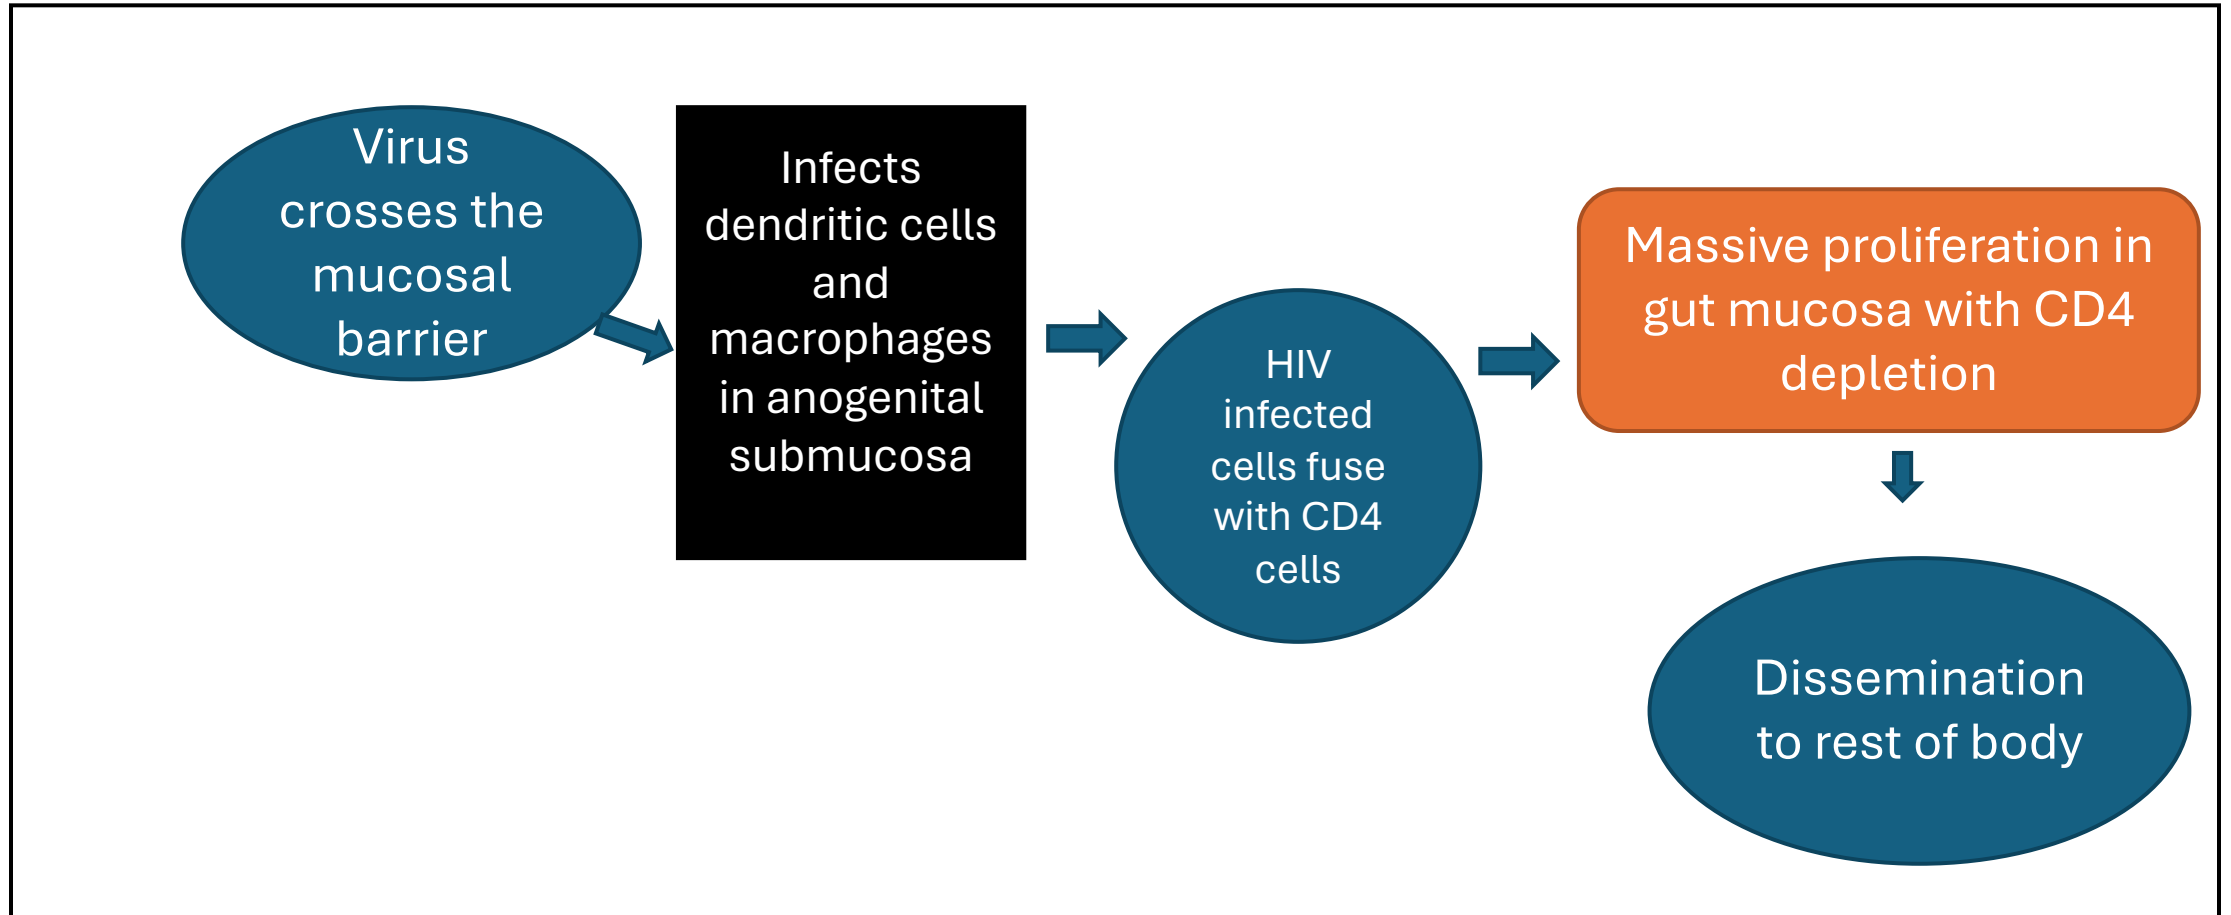 Virus
crosses the
mucosal
barrier
Infects
dendritic cells
and
macrophages
in anogenital
submucosa
HIV
infected
cells fuse
with CD4
cells
Massive proliferation in
gut mucosa with CD4
depletion
Dissemination
to rest of body